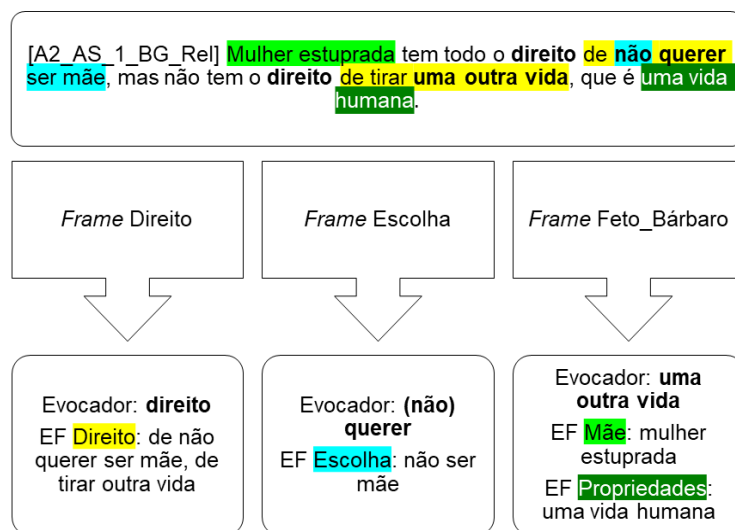 [A2_AS_1_BG_Rel] Mulher estuprada tem todo o direito de não querer
ser mãe, mas não tem o direito de tirar uma outra vida, que é uma vida
humana.
Frame Direito
Frame Escolha
Frame Feto_Bárbaro
Evocador: direito
EF Direito: de não
querer ser mãe, de
tirar outra vida
Evocador: (não)
querer
EF Escolha: não ser
mãe
Evocador: uma
outra vida
EF Mãe: mulher
estuprada
EF Propriedades:
uma vida humana